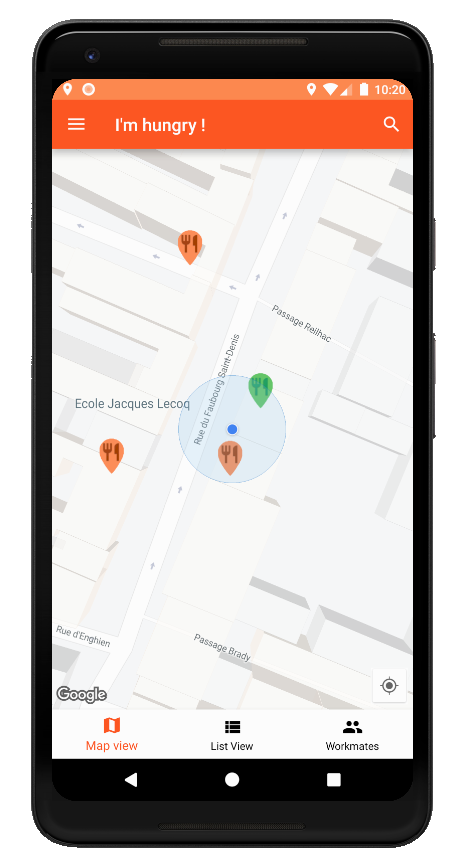 10:20
I'm hungry !
Passage Reilhac
Rue du Faubourg Saint-Denis
Ecole Jacques Lecoq
Rue d'Enghien
Passage Brady
Google
Map view
List View
Workmates